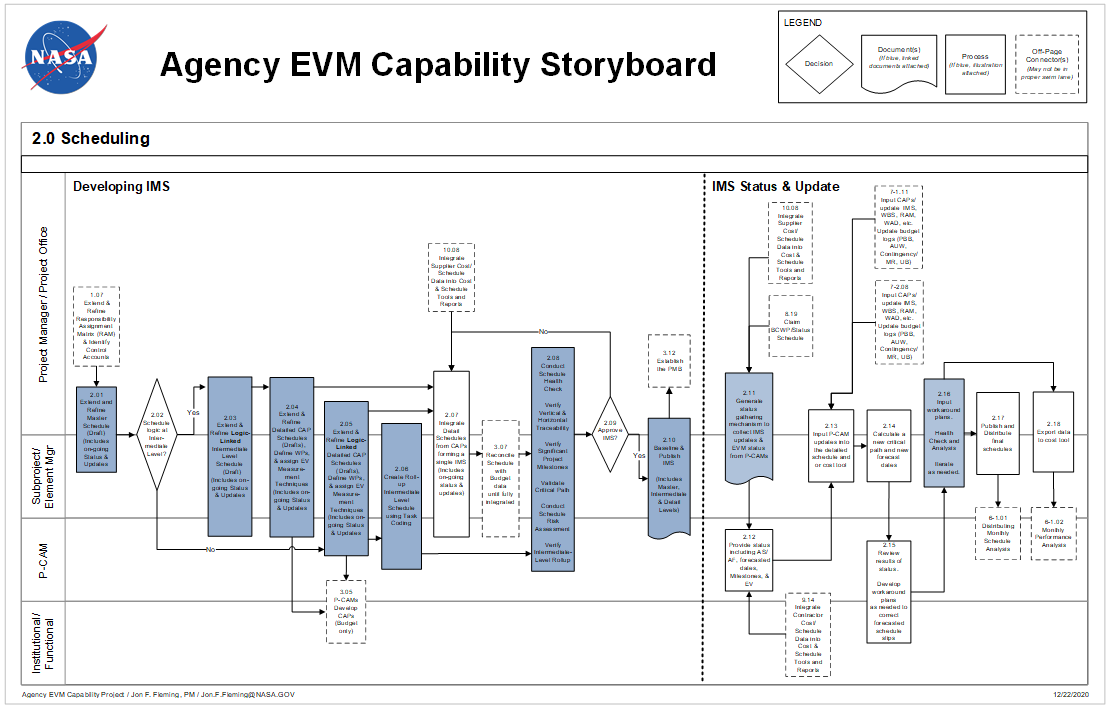 NASA
Agency EVM Capability Storyboard
LEGEND
Decision
Document(s)
(If blue, linked
documents attached)
Process
(If blue, illustration
attached)
Off-Page
Connector(s)
(May not be in
proper swim lane)
2.0 Scheduling
Developing IMS
IMS Status & Update
Project Manager / Project Office
Subproject/
Element Mgr
P-CAM
Institutional/
Functional
1.07
Extend &
Refine
Responsibility
Assignment
Matrix (RAM)
& Identify
Control
Accounts
2.01
Extend and
Refine
Master
Schedule
(Draft)
(Includes
on-going
Status &
Updates
2.02
Schedule
logical at
Inter-
mediate
Level?
Yes
No
2.03
Extend &
Refine Logic-
Linked
Intermediate
Level
Schedule
(Draft)
(Includes on-
going Status
& Updates
2.04
Extend &
Refine
Detailed CAP
Schedules
(Drafts),
Define WPs,
& assign EV
Measure-
ment
Techniques
(Includes on-
going Status
& Updates
2.05
Extend &
Refine Logic-
Linked
Detailed CAP
Schedules
(Drafts),
Define WPs,
& assign EV
Measure-
ment
Techniques
(Includes on-
going Status
& Updates
3.05
P-CAMs
Develop
CAPs
(Budget
only)
2.06
Create Roll-
up
Intermediate
Level
Schedule
using Task
Coding
10.08
Integrate
Supplier Cost/
Schedule
Data into Cost
& Schedule
Tools and
Reports
No
2.07
Integrate
Detail
Schedules
from CAPs
forming a
single IMS
(Includes
on-going
status &
updates)
3.07
Reconcile
Schedule
with
Budget
data
until fully
integrated
2.08
Conduct
Schedule
Health
Check
Verify
Vertical &
Horizontal
Traceability
Verify
Significant
Project
Milestones
Validate
Critical Path
Conduct
Schedule
Risk
Assessment
Verify
Intermediate-
Level Rollup
2.09
Approve
IMS?
Yes
3.12
Establish
the PMB
2.10
Baseline &
Publish
IMS
(Includes
Master,
Intermediate
& Detail
Levels)
10.08
Integrate
Supplier
Cost/
Schedule
Data into
Cost &
Schedule
Tools and
Reports
8.19
Claim
BCWP/Status
Schedule
2.11
Generate
status
gathering
mechanism to
collect IMS
updates &
EVM status
from P-CAMs
2.12
Provide status
including AS/
AF, forecasted
dates,
Milestones, &
EV
9.14
Integrate
Contractor
Cost/
Schedule
Data into
Cost &
Schedule
Tools and
Reports
7-1.11
Input CAPs/
update IMS,
WBS, RAM,
WAD, etc.
Update budget
logs (PBB,
AUW,
Contingency/
MR, UB)
7-2.08
Input CAPs/
update IMS,
WBS, RAM,
WAD, etc.
Update budget
logs (PBB,
AUW,
Contingency/
MR, UB)
2.13
Input P-CAM
updates into
the detailed
schedule and
or cost tool
2.14
Calculate a
new critical
path and new
forecast
dates
2.15
Review
results of
status.
Develop
workaround
plans
as needed to
correct
forecasted
schedule
slips
2.16
Input
workaround
plans.
Health
Check and
Analysis
Iterate
as needed.
2.17
Publish and
Distribute
final
schedules
2.18
Export data
to cost tool
6-1.01
Distributing
Monthly
Schedule
Analysis
6-1.02
Monthly
Performance
Analysis
Agency EVM Capability Project / Jon F. Fleming, PM / Jon.F.Fleming@NASA.GOV
12/22/2020